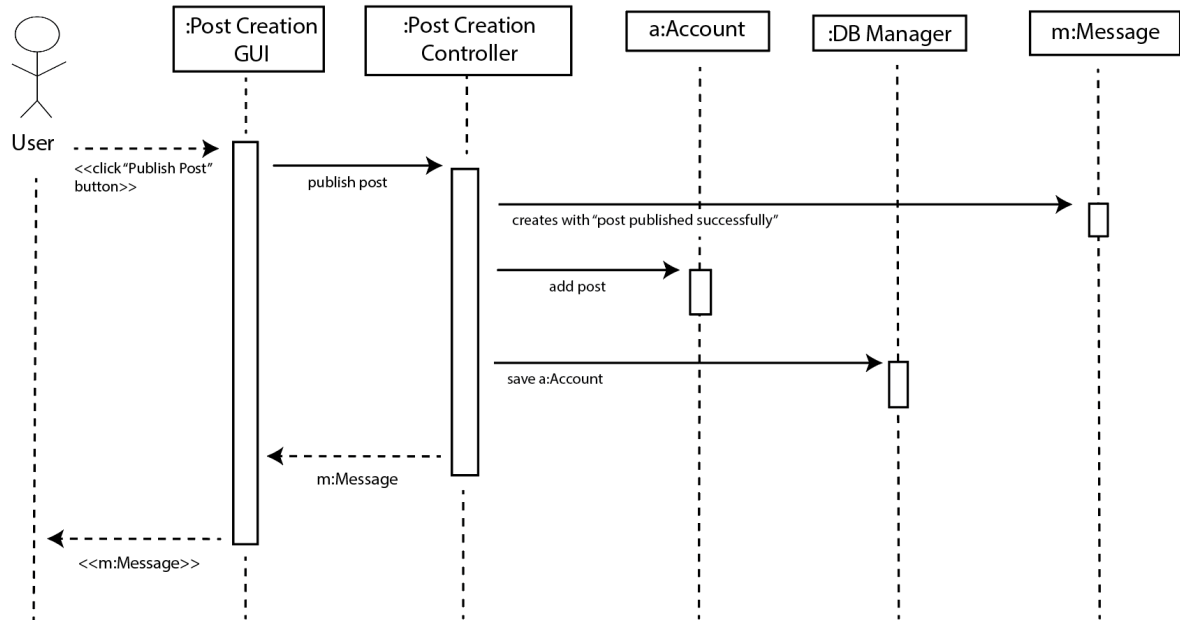 :Post Creation
GUI
:Post Creation
Controller
a:Account
:DB Manager
m:Message
User
<<click “Publish Post”
button>>
publish post
creates with “post published successfully”
add post
save a:Account
m:Message
<<m:Message>>